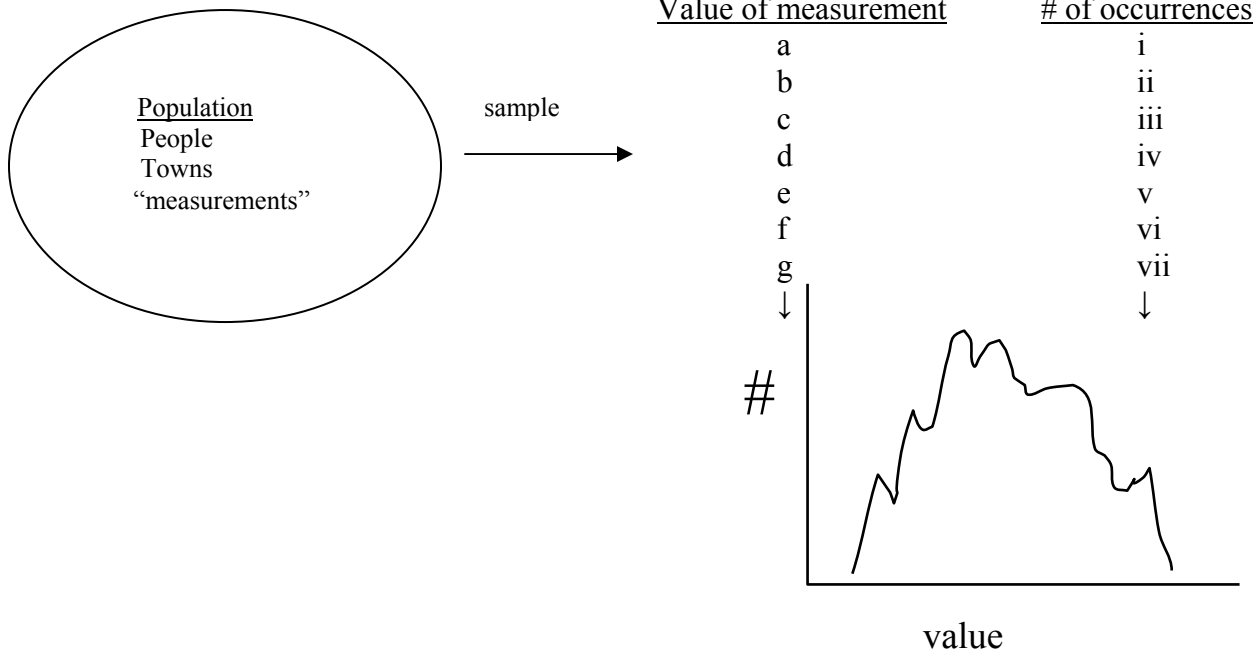 Value of measurement # of occurrences
a i
b ii
Population
People
Towns
“measurements”
sample
c iii
d iv
e v
f vi
g vii
↓ ↓
#
value